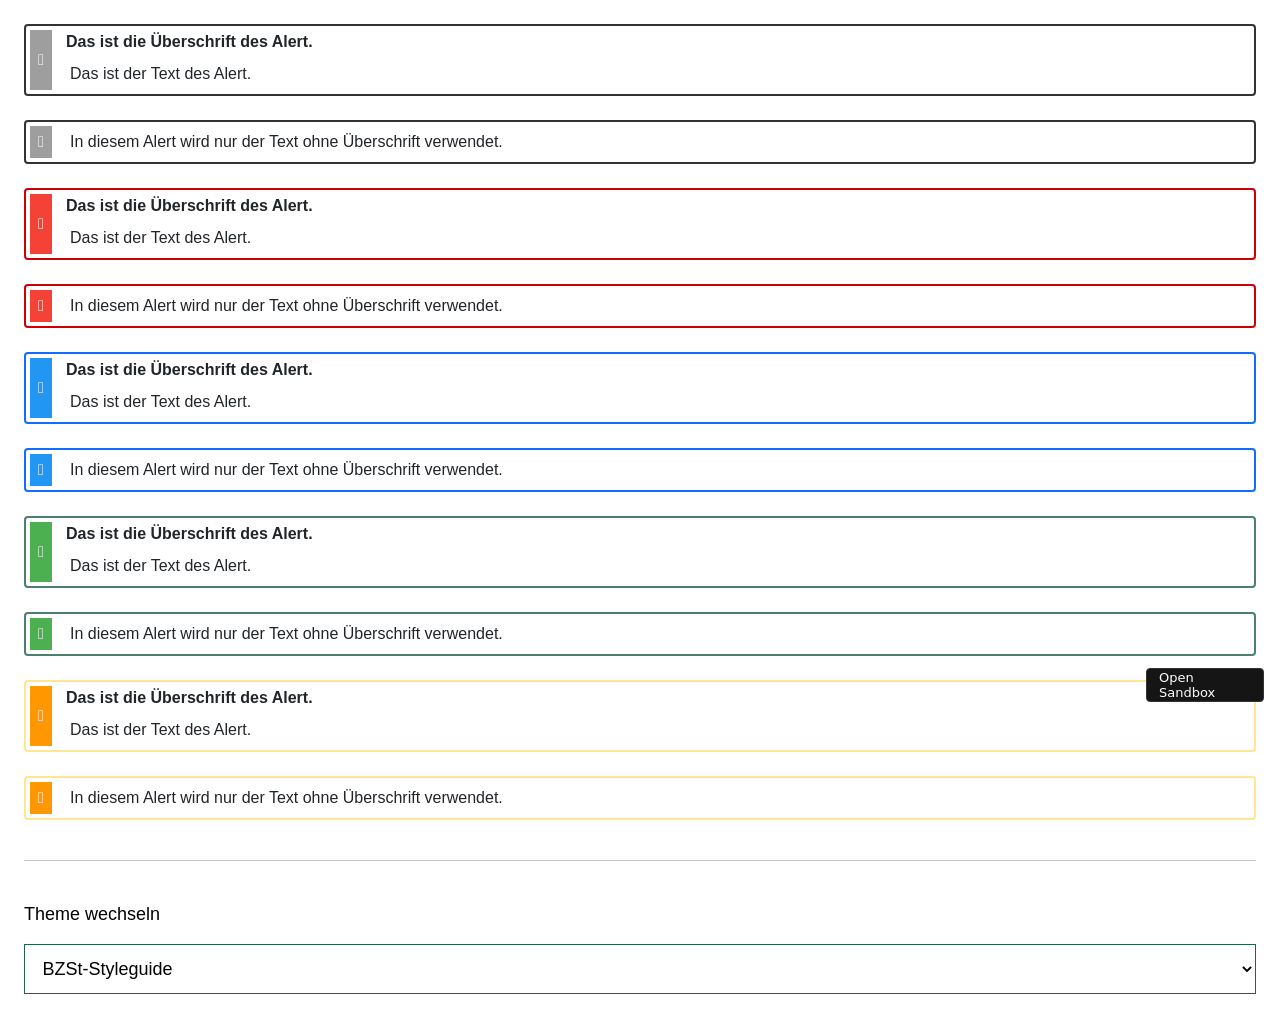 Das ist die Überschrift des Alert.
Das ist der Text des Alert.
In diesem Alert wird nur der Text ohne Überschrift verwendet.
Das ist die Überschrift des Alert.
Das ist der Text des Alert.
In diesem Alert wird nur der Text ohne Überschrift verwendet.
Das ist die Überschrift des Alert.
Das ist der Text des Alert.
In diesem Alert wird nur der Text ohne Überschrift verwendet.
Das ist die Überschrift des Alert.
Das ist der Text des Alert.
In diesem Alert wird nur der Text ohne Überschrift verwendet.
Open
Sandbox
Das ist die Überschrift des Alert.
Das ist der Text des Alert.
In diesem Alert wird nur der Text ohne Überschrift verwendet.
Theme wechseln
BZSt-Styleguide